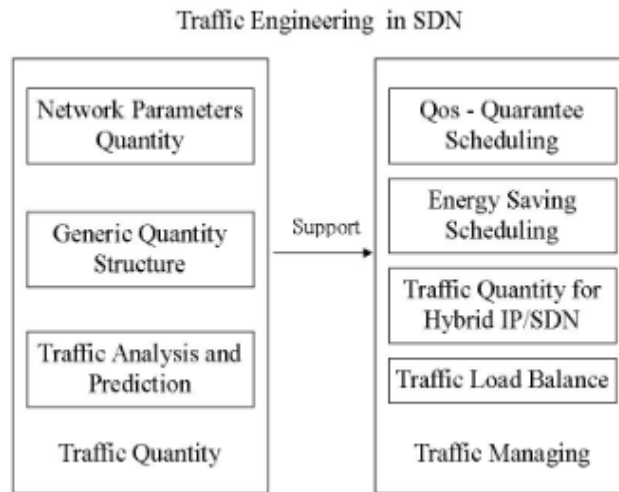 Traffic Engineering in SDN
Network Parameters
Quantity
Generic Quantity
Structure
Traffic Analysis and
Prediction
Traffic Quantity
Support
Qos - Quarantee
Scheduling
Energy Saving
Scheduling
Traffic Quantity for
Hybrid IP/SDN
Traffic Load Balance
Traffic Managing